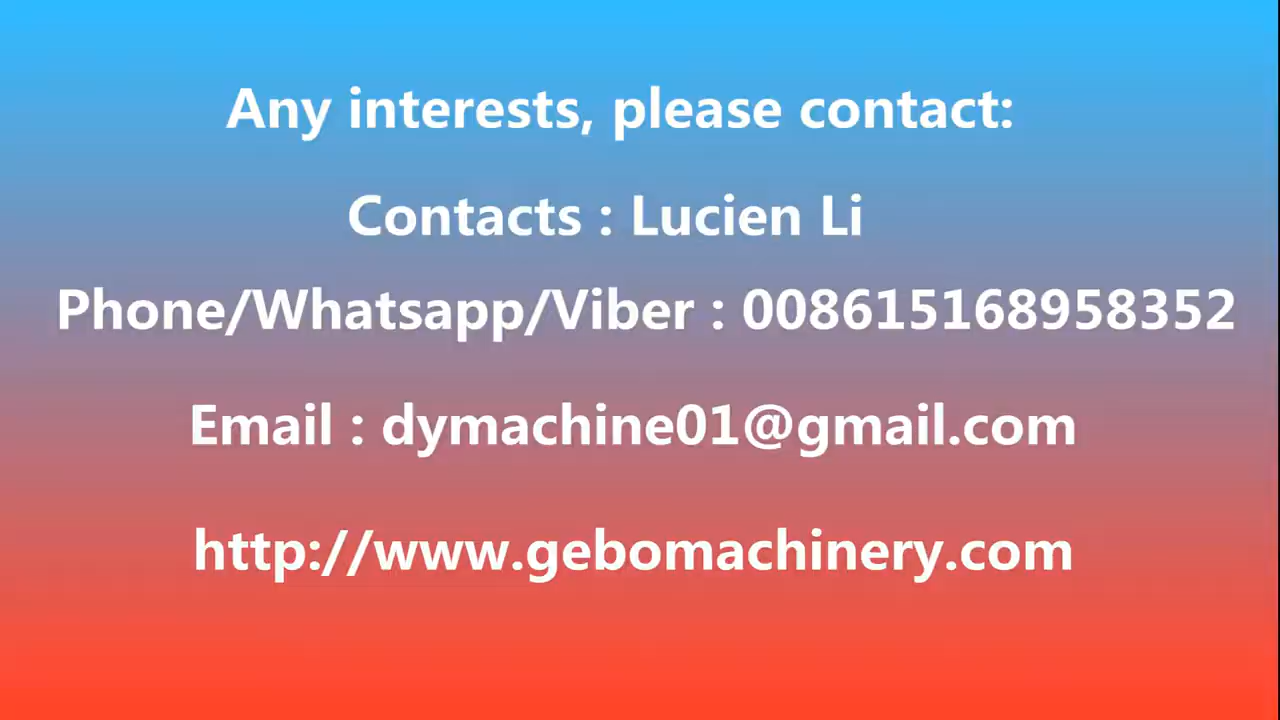 Any interests, please contact:
Contacts : Lucien Li
Phone/Whatsapp/Viber : 008615168958352
Email : dymachine01@gmail.com
http://www.gebomachinery.com